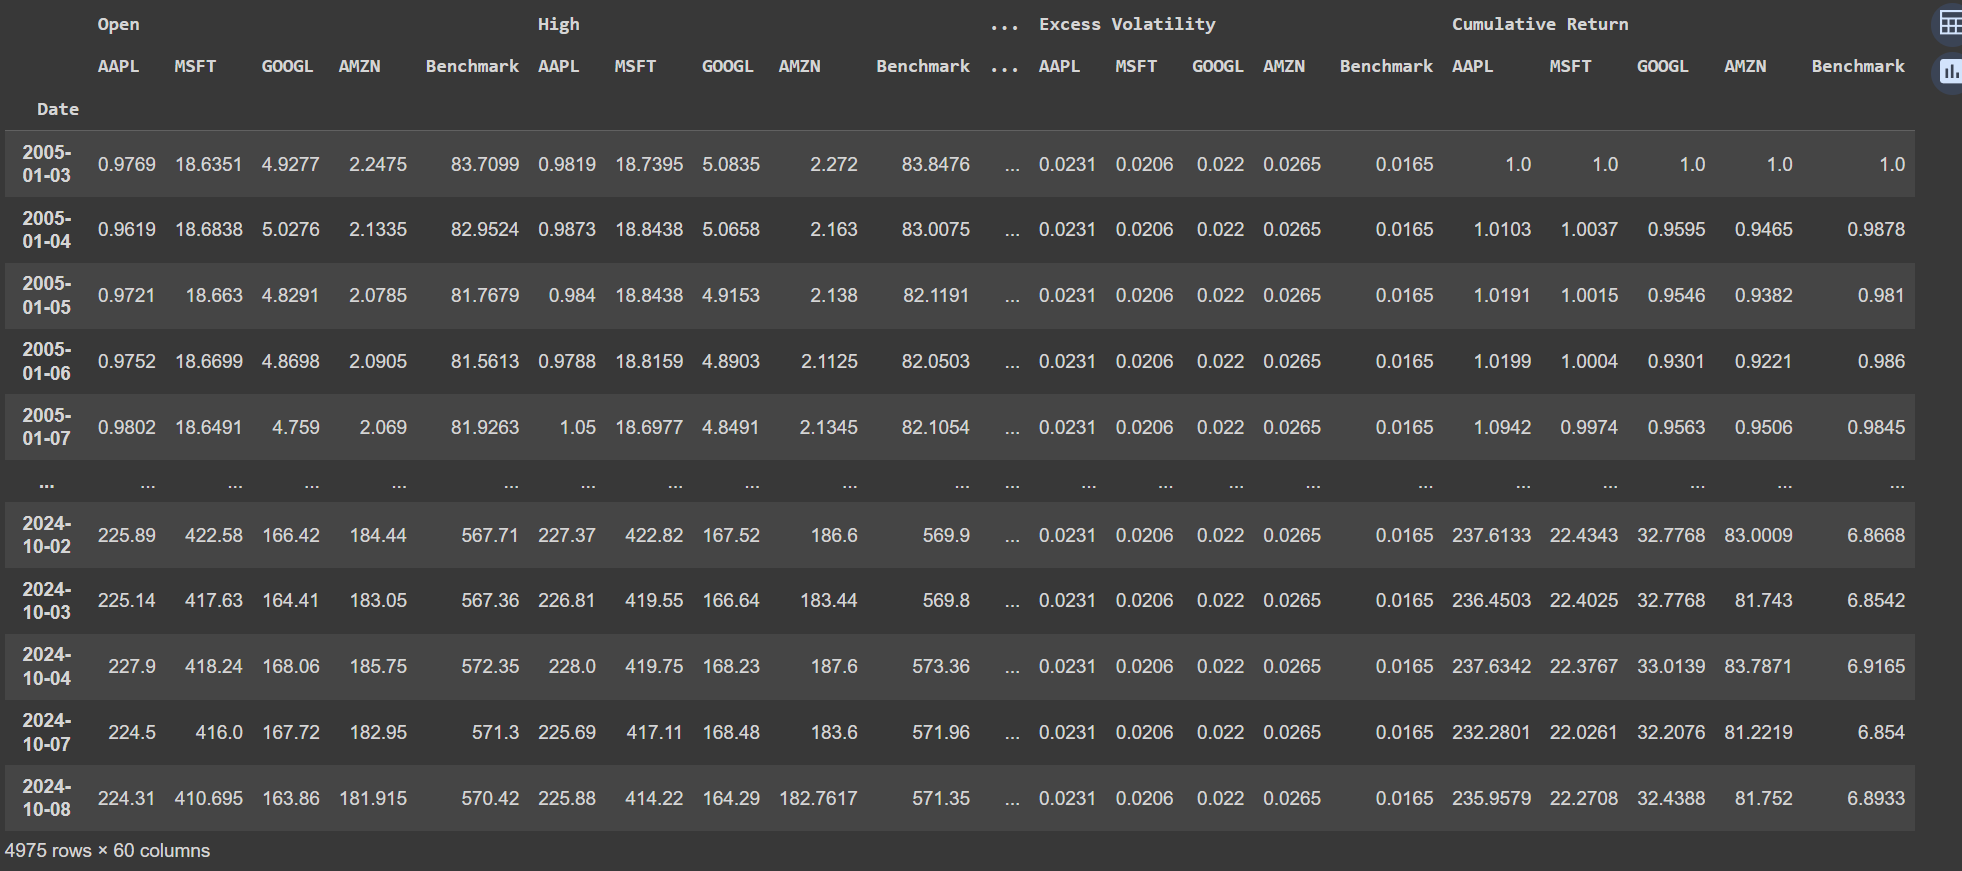 Open High ... Excess Volatility Cumulative Return
AAPL MSFT GOOGL AMZN Benchmark AAPL MSFT GOOGL AMZN Benchmark ... AAPL MSFT GOOGL AMZN Benchmark AAPL MSFT GOOGL AMZN Benchmark
Date
2005-01-03 0.9769 18.6351 4.9277 2.2475 83.7099 0.9819 18.7395 5.0835 2.272 83.8476 ... 0.0231 0.0206 0.022 0.0265 0.0165 1.0 1.0 1.0 1.0 1.0
2005-01-04 0.9619 18.6838 5.0276 2.1335 82.9524 0.9873 18.8438 5.0658 2.163 83.0075 ... 0.0231 0.0206 0.022 0.0265 0.0165 1.0103 1.0037 0.9595 0.9465 0.9878
2005-01-05 0.9721 18.663 4.8291 2.0785 81.7679 0.984 18.8438 4.9153 2.138 82.1191 ... 0.0231 0.0206 0.022 0.0265 0.0165 1.0191 1.0015 0.9546 0.9382 0.981
2005-01-06 0.9752 18.6699 4.8698 2.0905 81.5613 0.9788 18.8159 4.8903 2.1125 82.0503 ... 0.0231 0.0206 0.022 0.0265 0.0165 1.0199 1.0004 0.9301 0.9221 0.986
2005-01-07 0.9802 18.6491 4.759 2.069 81.9263 1.05 18.6977 4.8491 2.1345 82.1054 ... 0.0231 0.0206 0.022 0.0265 0.0165 1.0942 0.9974 0.9563 0.9506 0.9845
... ... ... ... ... ... ... ... ... ... ... ... ... ... ... ... ... ... ... ... ... ...
2024-10-02 225.89 422.58 166.42 184.44 567.71 227.37 422.82 167.52 186.6 569.9 ... 0.0231 0.0206 0.022 0.0265 0.0165 237.6133 22.4343 32.7768 83.0009 6.8668
2024-10-03 225.14 417.63 164.41 183.05 567.36 226.81 419.55 166.64 183.44 569.8 ... 0.0231 0.0206 0.022 0.0265 0.0165 236.4503 22.4025 32.7768 81.743 6.8542
2024-10-04 227.9 418.24 168.06 185.75 572.35 228.0 419.75 168.23 187.6 573.36 ... 0.0231 0.0206 0.022 0.0265 0.0165 237.6342 22.3767 33.0139 83.7871 6.9165
2024-10-07 224.5 416.0 167.72 182.95 571.3 225.69 417.11 168.48 183.6 571.96 ... 0.0231 0.0206 0.022 0.0265 0.0165 232.2801 22.0261 32.2076 81.2219 6.854
2024-10-08 224.31 410.695 163.86 181.915 570.42 225.88 414.22 164.29 182.7617 571.35 ... 0.0231 0.0206 0.022 0.0265 0.0165 235.9579 22.2708 32.4388 81.752 6.8933
4975 rows × 60 columns